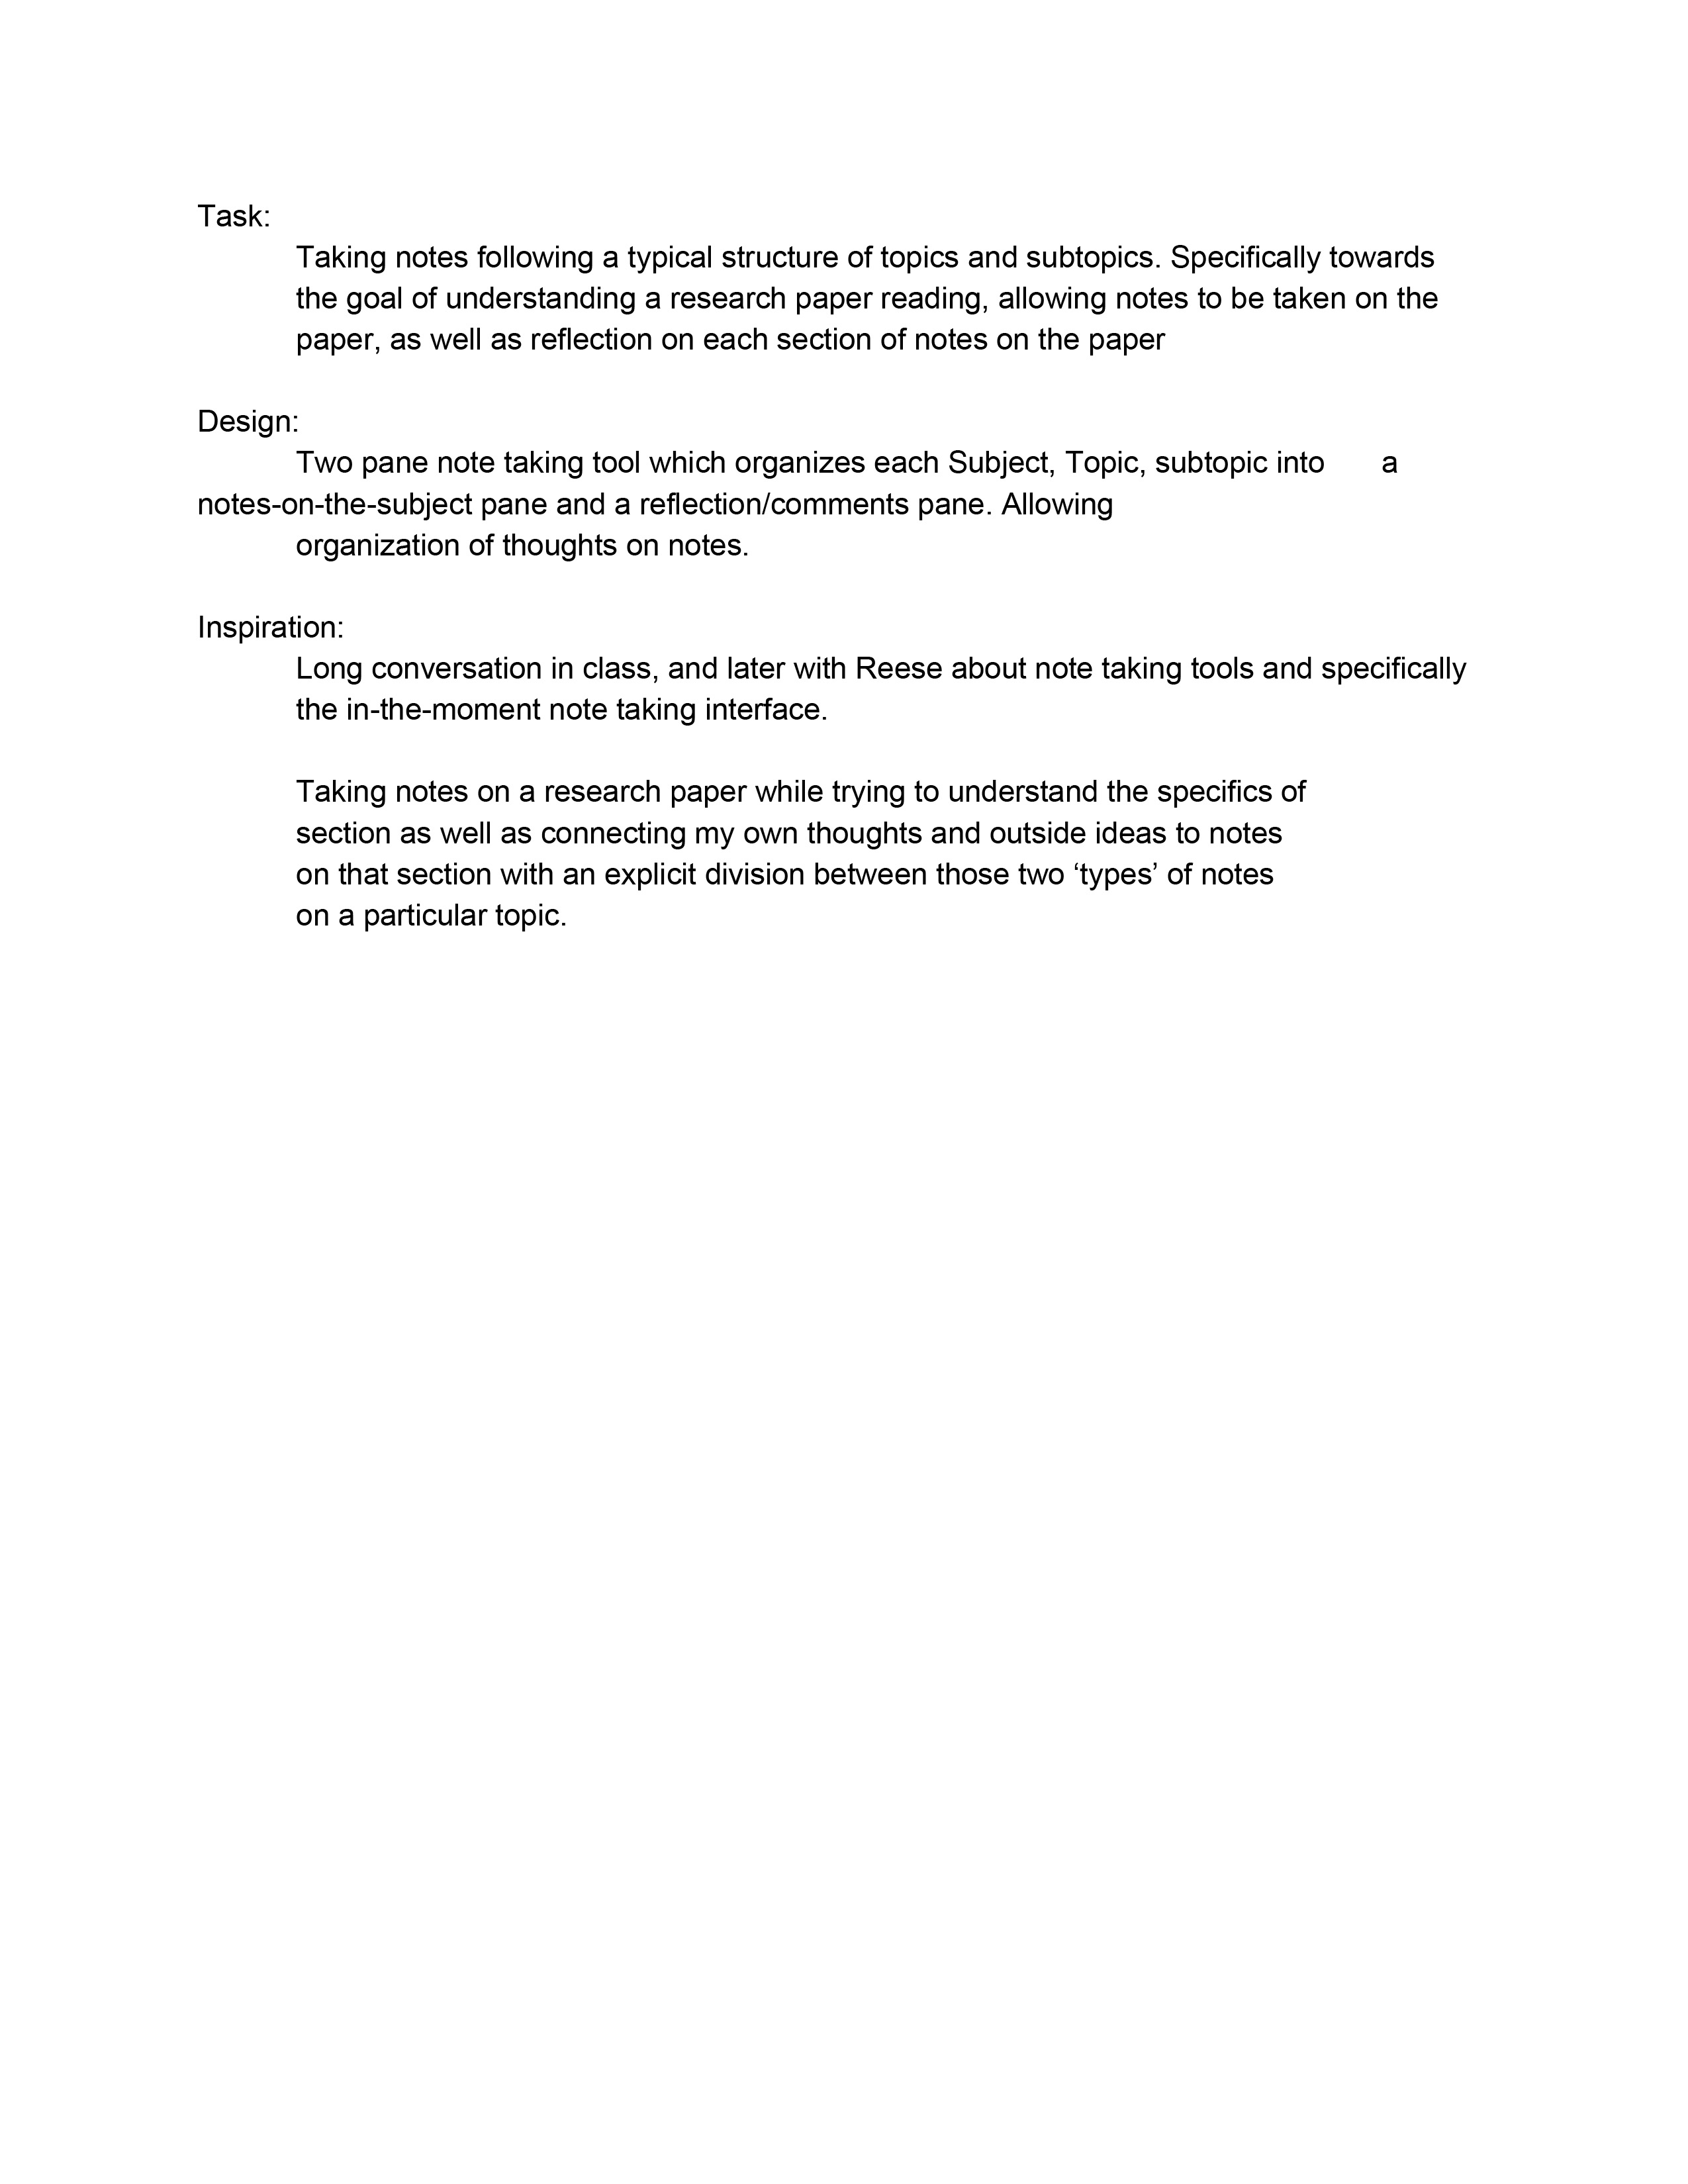 Task:
Taking notes following a typical structure of topics and subtopics. Specifically towards
the goal of understanding a research paper reading, allowing notes to be taken on the
paper, as well as reflection on each section of notes on the paper
Design:
Two pane note taking tool which organizes each Subject, Topic, subtopic into a
notes-on-the-subject pane and a reflection/comments pane. Allowing
organization of thoughts on notes.
Inspiration:
Long conversation in class, and later with Reese about note taking tools and specifically
the in-the-moment note taking interface.
Taking notes on a research paper while trying to understand the specifics of
section as well as connecting my own thoughts and outside ideas to notes
on that section with an explicit division between those two ‘types’ of notes
on a particular topic.